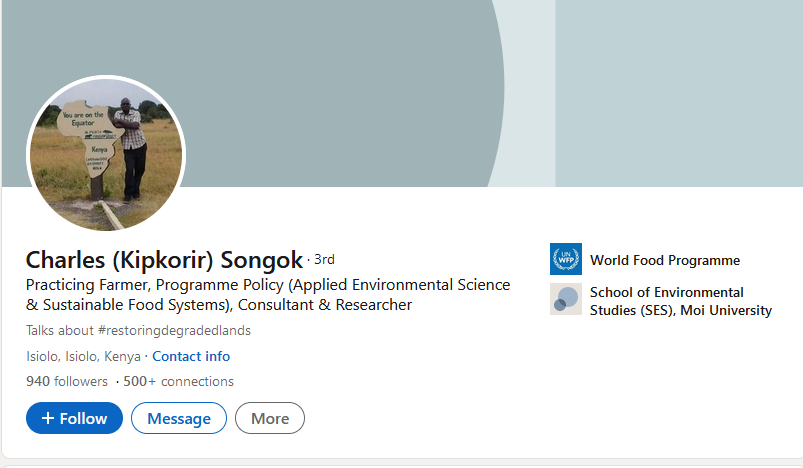 You are on the
Equator
Kenya
Charles (Kipkorir) Songok · 3rd
Practicing Farmer, Programme Policy (Applied Environmental Science
& Sustainable Food Systems), Consultant & Researcher
Talks about #restoringdegradedlands
Isiolo, Isiolo, Kenya · Contact info
940 followers · 500+ connections
+ Follow
Message
More
UN
WFP
World Food Programme
School of Environmental
Studies (SES), Moi University